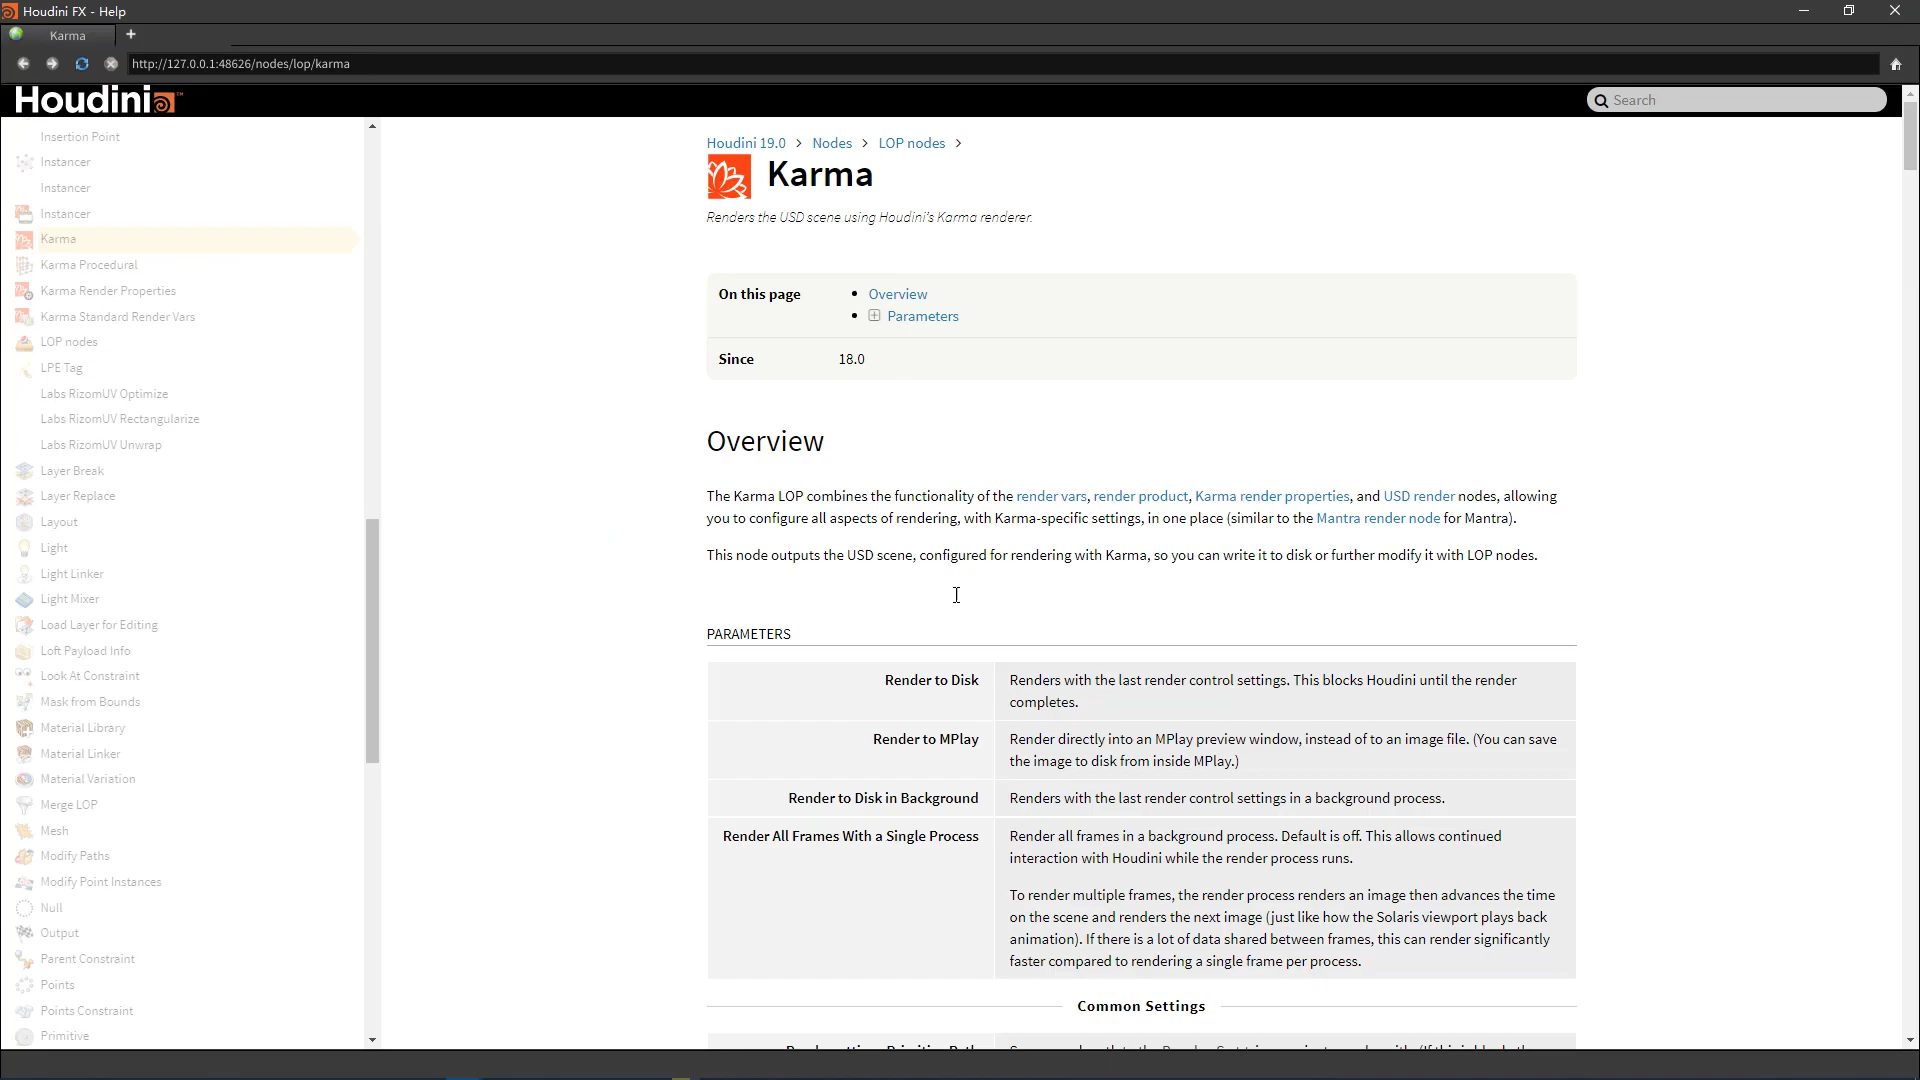 Houdini FX - Help
Karma
http://127.0.0.1:48626/nodes/lop/karma
Houdini
Search
Insertion Point
Instancer
Instancer
Instancer
Karma
Karma Procedural
Karma Render Properties
Karma Standard Render Vars
LOP nodes
LPE Tag
Labs RizomUV Optimize
Labs RizomUV Rectangularize
Labs RizomUV Unwrap
Layer Break
Layer Replace
Layout
Light
Light Linker
Light Mixer
Load Layer for Editing
Loft Payload Info
Look At Constraint
Mask from Bounds
Material Library
Material Linker
Material Variation
Merge LOP
Mesh
Modify Paths
Modify Point Instances
Null
Output
Parent Constraint
Points
Points Constraint
Primitive
Houdini 19.0 > Nodes > LOP nodes >
Karma
Renders the USD scene using Houdini's Karma renderer.
On this page
• Overview
• Parameters
Since 18.0
Overview
The Karma LOP combines the functionality of the render vars, render product, Karma render properties, and USD render nodes, allowing
you to configure all aspects of rendering, with Karma-specific settings, in one place (similar to the Mantra render node for Mantra).
This node outputs the USD scene, configured for rendering with Karma, so you can write it to disk or further modify it with LOP nodes.
PARAMETERS
Render to Disk
Renders with the last render control settings. This blocks Houdini until the render
completes.
Render to MPlay
Render directly into an MPlay preview window, instead of to an image file. (You can save
the image to disk from inside MPlay.)
Render to Disk in Background
Renders with the last render control settings in a background process.
Render All Frames With a Single Process
Render all frames in a background process. Default is off. This allows continued
interaction with Houdini while the render process runs.
To render multiple frames, the render process renders an image then advances the time
on the scene and renders the next image (just like how the Solaris viewport plays back
animation). If there is a lot of data shared between frames, this can render significantly
faster compared to rendering a single frame per process.
Common Settings